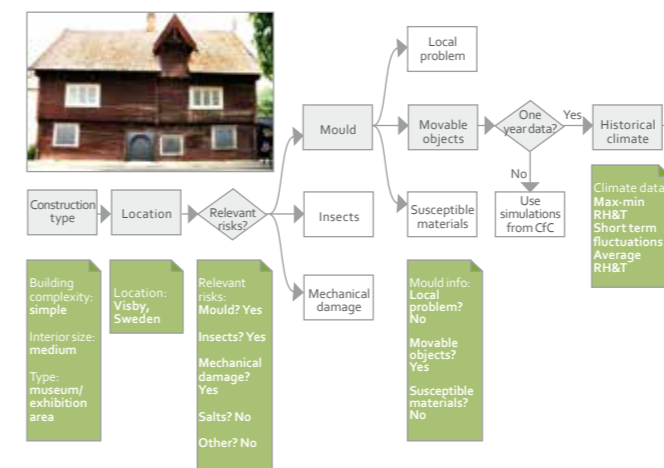 Local
problem
Mould
Movable
objects
One
year data?
Yes
Historical
climate
No
Construction
type
Location
Relevant
risks?
Insects
Susceptible
materials
Use
simulations
from CfC
Mechanical
damage
Building
complexity:
simple
Interior size:
medium
Type:
museum/
exhibition
area
Location:
Visby,
Sweden
Relevant
risks:
Mould? Yes
Insects? Yes
Mechanical
damage?
Yes
Salts? No
Other? No
Mould info:
Local
problem?
No
Movable
objects?
Yes
Susceptible
materials?
No
Climate data
Max-min
RH&T
Short term
fluctuations
Average
RH&T